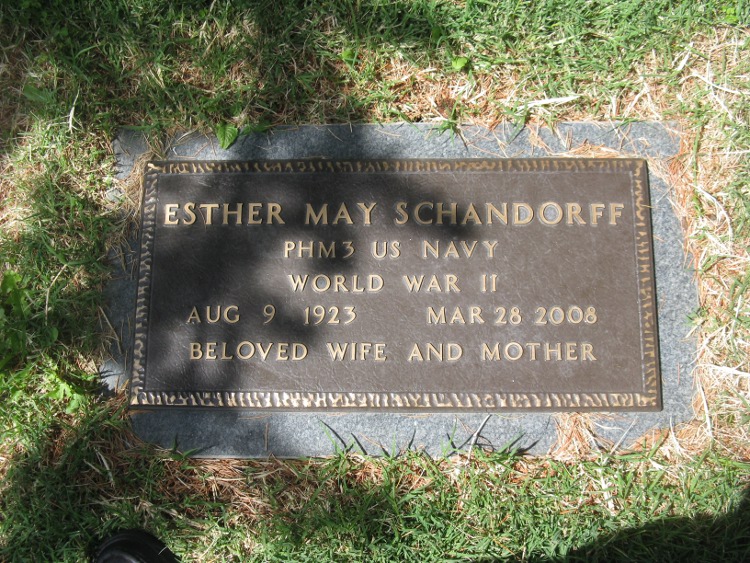 ESTHER MAY SCHANDORFF
PHM3 US NAVY
WORLD WAR II
AUG 9 1923 MAR 28 2008
BELOVED WIFE AND MOTHER